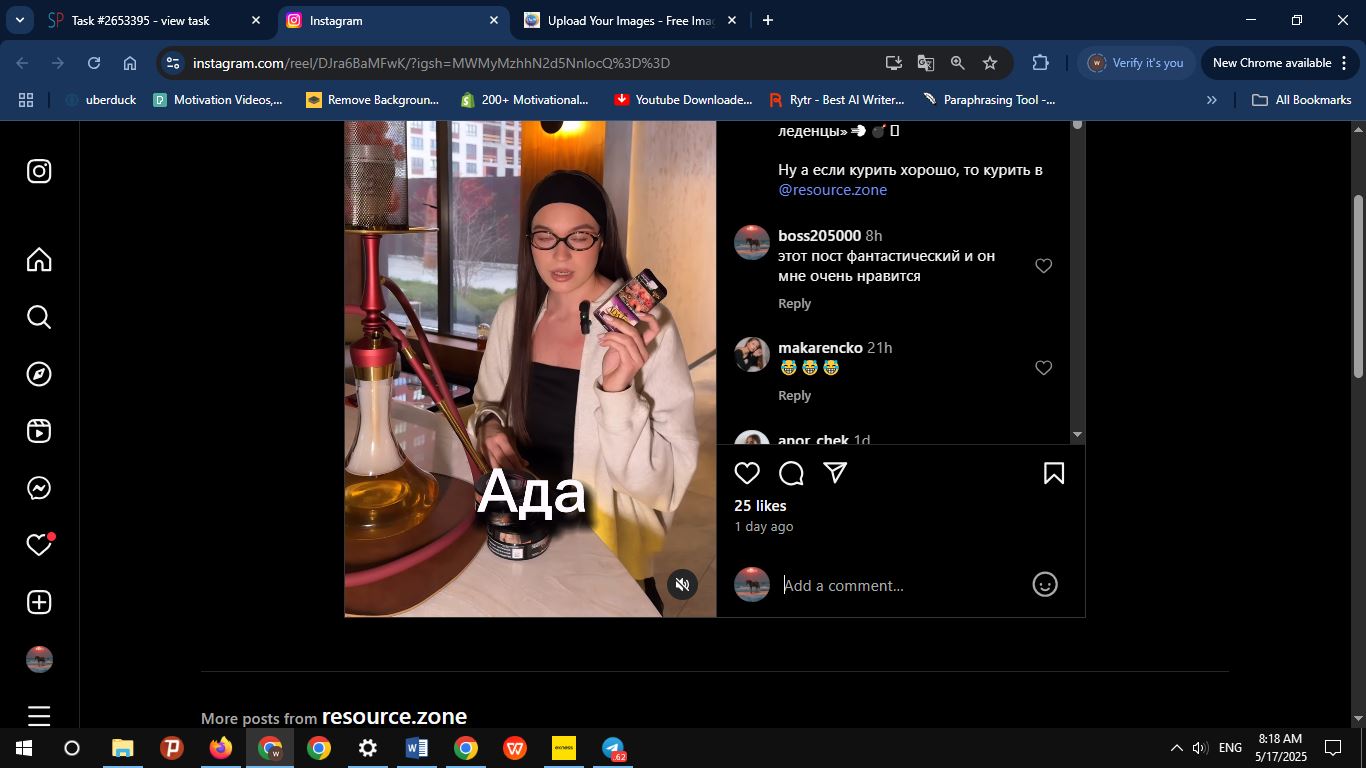 Task #2653395 - view task
Instagram
Upload Your Images - Free Imag
instagram.com/reel/DJra6BaMFwK/?igsh=MWMyMzhhN2d5NnlocQ%3D%3D
Verify it's you
New Chrome available
uberduck
Motivation Videos,...
Remove Backgroun...
200+ Motivational...
Youtube Downloade...
Rytr - Best AI Writer...
Paraphrasing Tool -...
All Bookmarks
леденцы» 💨 💣
Ну а если курить хорошо, то курить в
@resource.zone
boss205000 8h
этот пост фантастический и он
мне очень нравится
Reply
makarencko 21h
😹 😹 😹
Reply
anor_chek 1d
Ада
25 likes
1 day ago
Add a comment...
More posts from resource.zone
exness
62
ENG
8:18 AM
5/17/2025